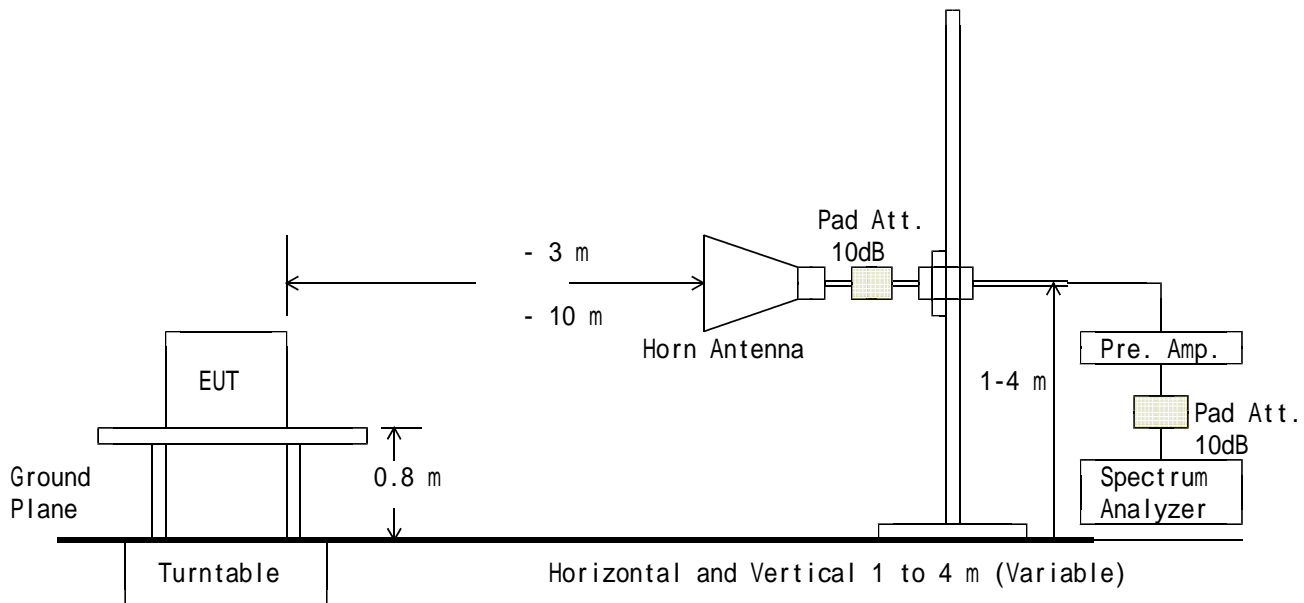 Pad Att.
10dB
- 3 m
- 10 m
Horn Antenna
Pre. Amp.
EUT
1-4 m
Pad Att.
10dB
0.8 m
Ground
Plane
Spectrum
Analyzer
Turntable
Horizontal and Vertical 1 to 4 m (Variable)